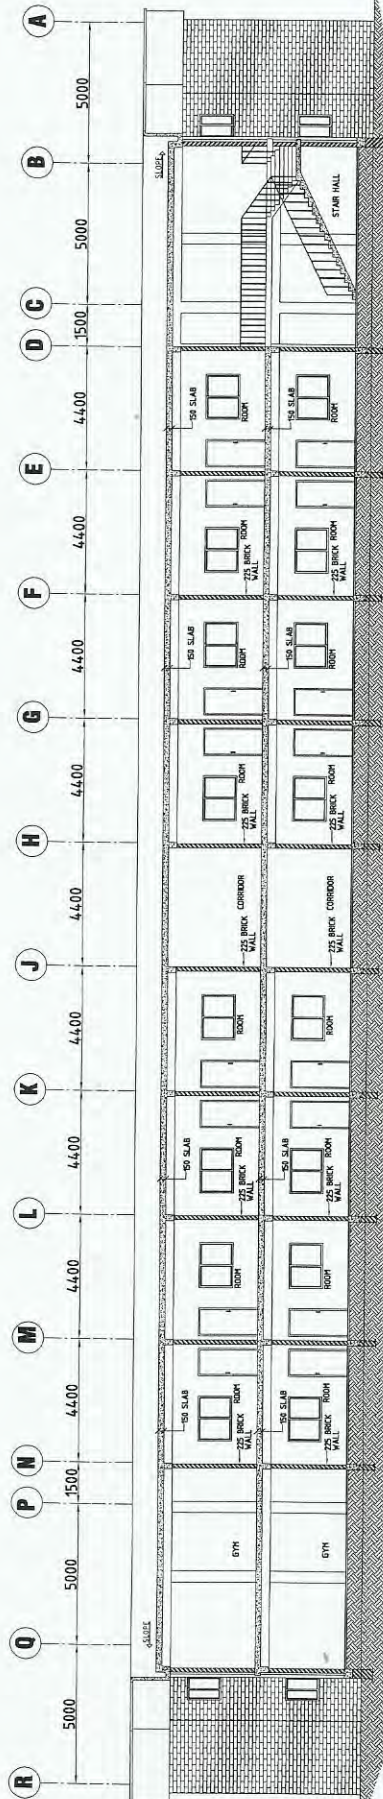 R Q P N M L K J H G F E D C B A
5000 5000 1500 4400 4400 4400 4400 4400 4400 4400 4400 4400 1500 5000 5000
SLOPE SLOPE
150 SLAB 150 SLAB 150 SLAB 150 SLAB
GYM
225 BRICK ROOM
WALL
ROOM
225 BRICK ROOM
WALL
ROOM
225 BRICK CORRIDOR
WALL
225 BRICK ROOM
WALL
ROOM
225 BRICK ROOM
WALL
ROOM
150 SLAB 150 SLAB 150 SLAB 150 SLAB
GYM
225 BRICK ROOM
WALL
ROOM
225 BRICK ROOM
WALL
ROOM
225 BRICK CORRIDOR
WALL
225 BRICK ROOM
WALL
ROOM
225 BRICK ROOM
WALL
ROOM
STAIR HALL